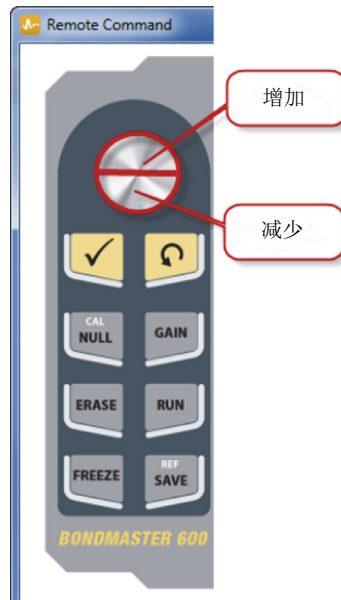 Remote Command
增加
减少
CAL
NULL
GAIN
ERASE
RUN
FREEZE
REF
SAVE
BONDMASTER 600